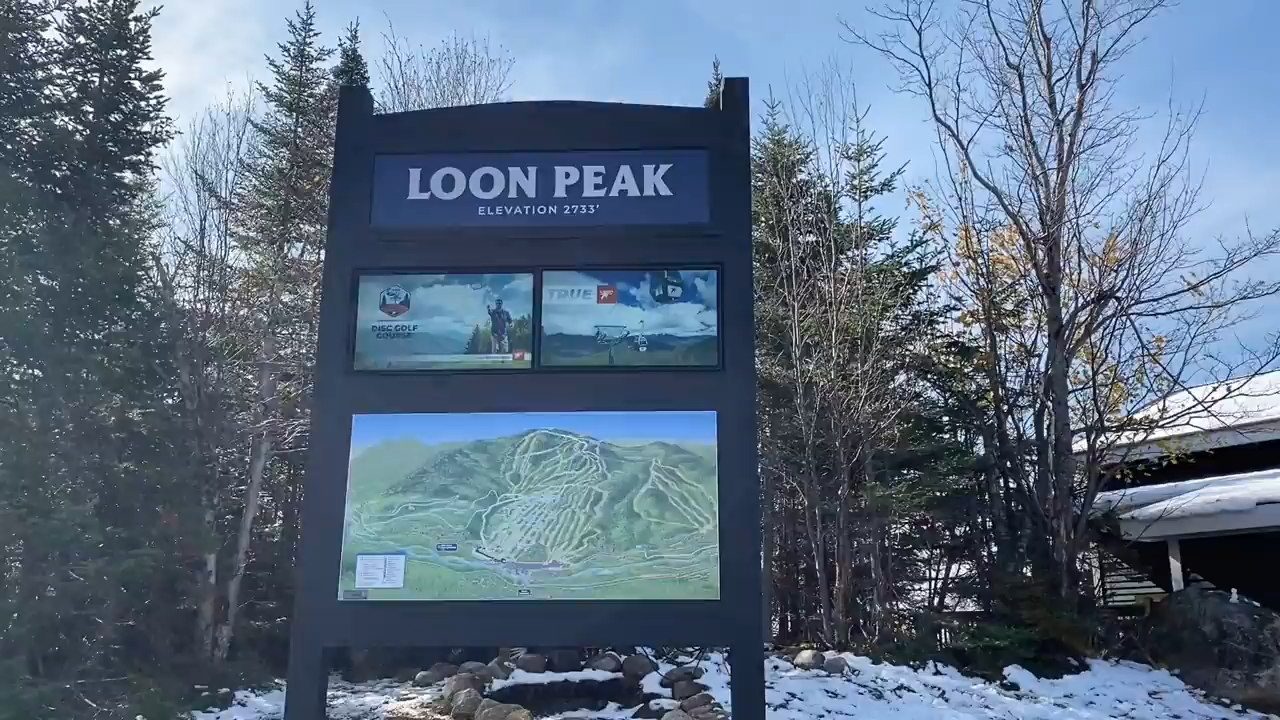 LOON PEAK
ELEVATION 2733'
DISC GOLF
COURSE
TRUE